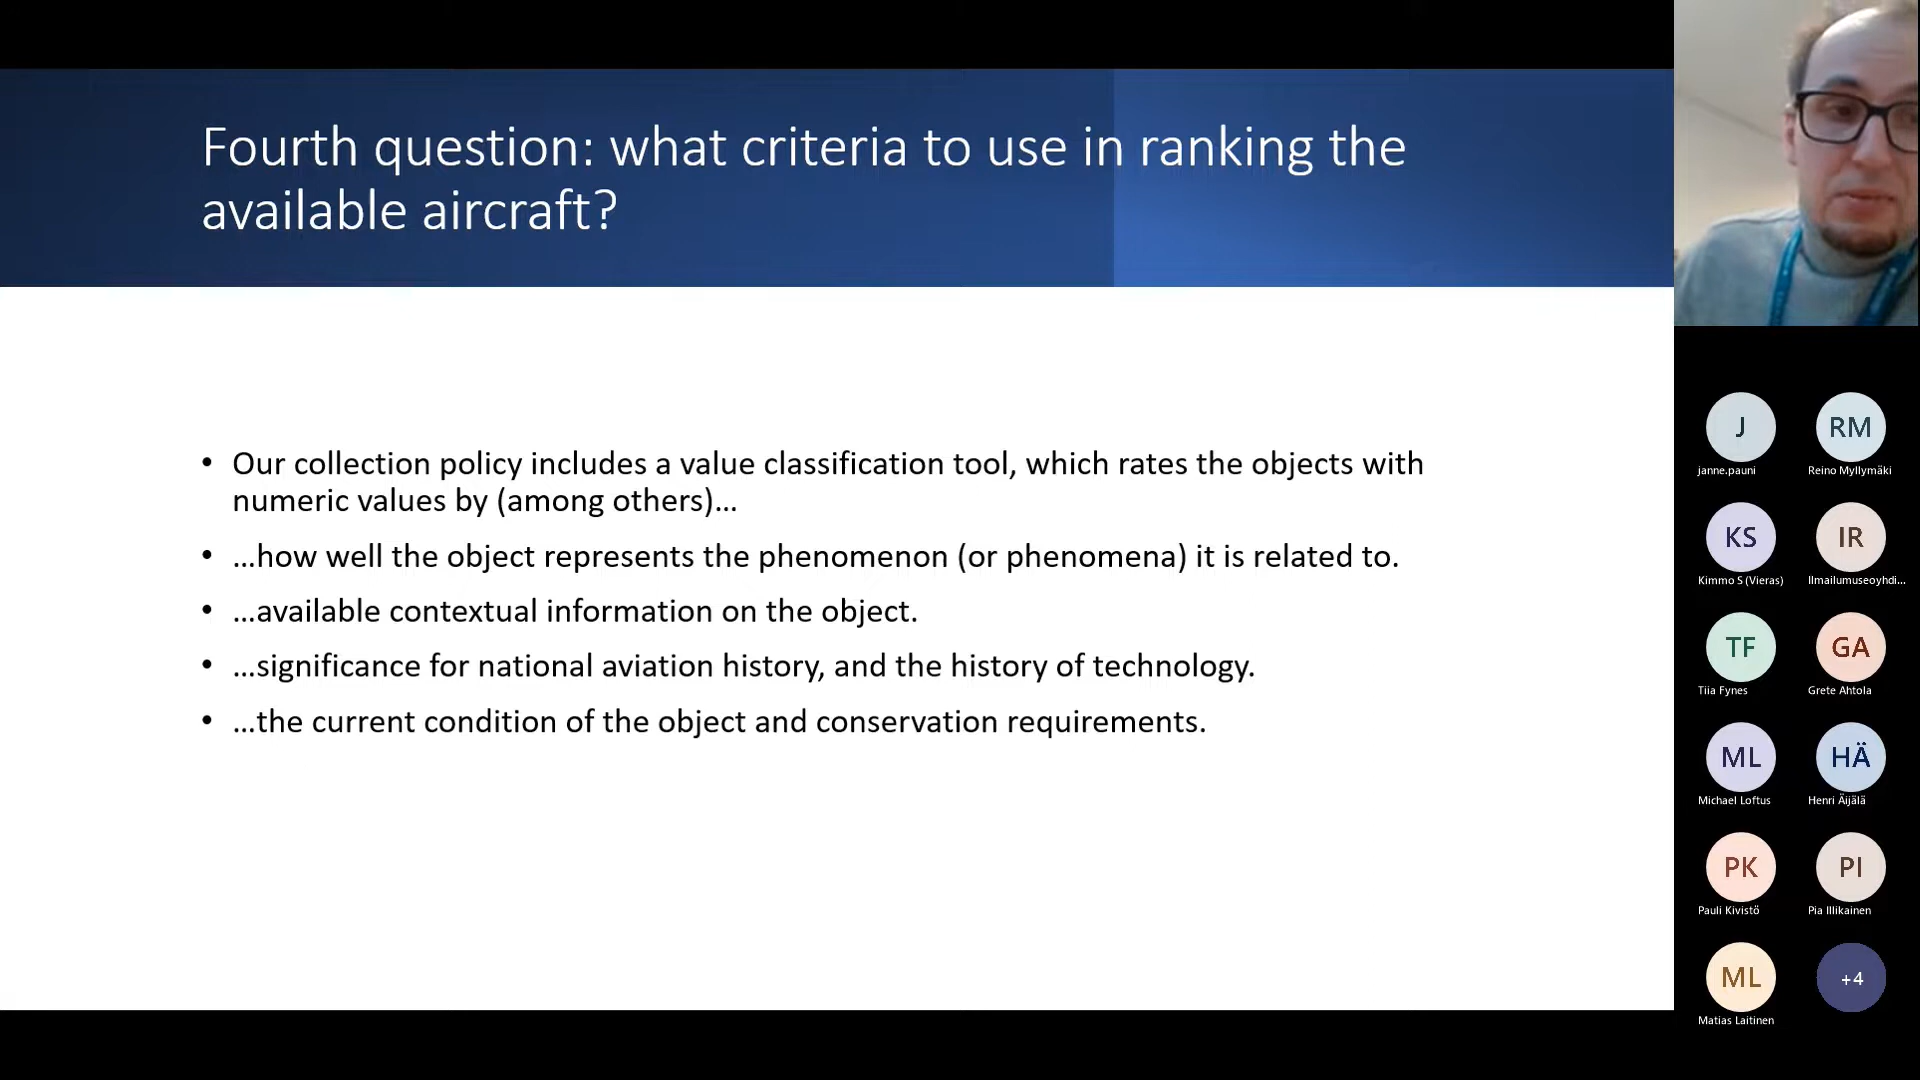 Fourth question: what criteria to use in ranking the
available aircraft?
• Our collection policy includes a value classification tool, which rates the objects with
numeric values by (among others)…
• …how well the object represents the phenomenon (or phenomena) it is related to.
• …available contextual information on the object.
• …significance for national aviation history, and the history of technology.
• …the current condition of the object and conservation requirements.
J
RM
janne.pauni
Reino Myllymäki
KS
IR
Kimmo S (Vieras)
Ilmailumuseoyhdi...
TF
GA
Tiia Fynes
Grete Ahtola
ML
HÄ
Michael Loftus
Henri Äijälä
PK
PI
Pauli Kivistö
Pia Illikainen
ML
+4
Matias Laitinen